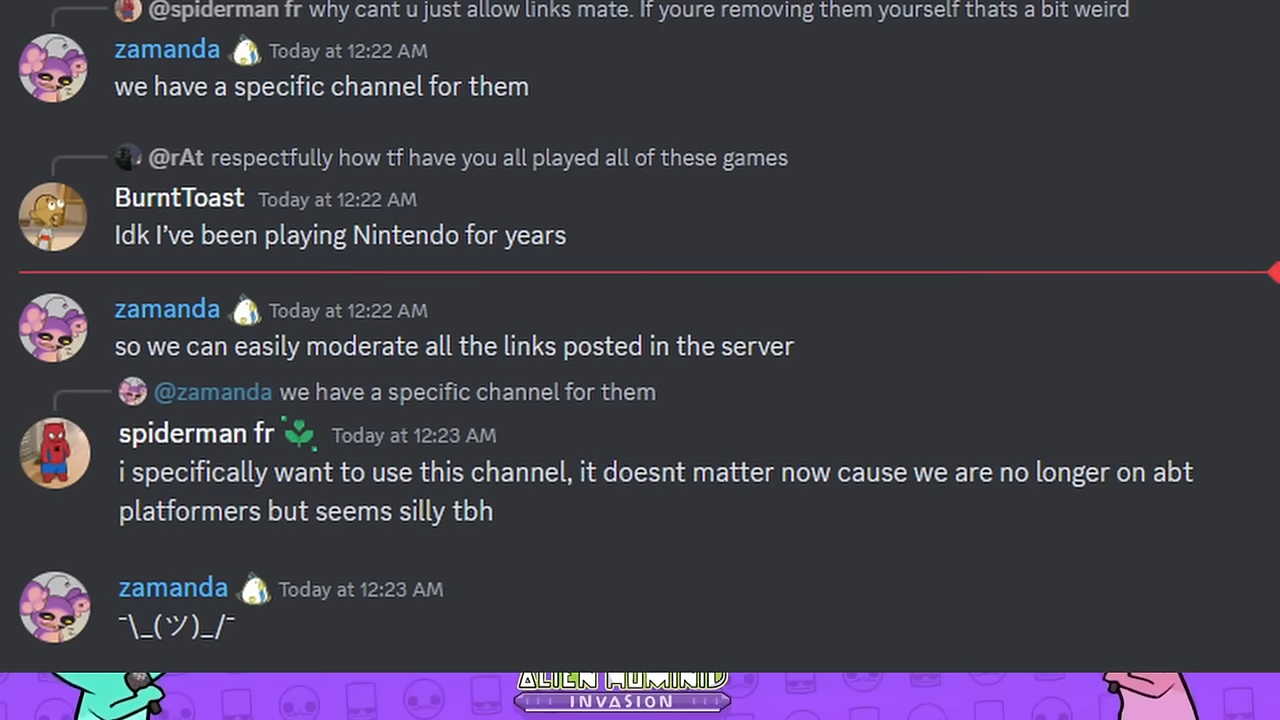 @spiderman fr why cant u just allow links mate. If youre removing them yourself thats a bit weird
zamanda Today at 12:22 AM
we have a specific channel for them
@rAt respectfully how tf have you all played all of these games
BurntToast Today at 12:22 AM
Idk I've been playing Nintendo for years
zamanda Today at 12:22 AM
so we can easily moderate all the links posted in the server
@zamanda we have a specific channel for them
spiderman fr Today at 12:23 AM
i specifically want to use this channel, it doesnt matter now cause we are no longer on abt
platformers but seems silly tbh
zamanda Today at 12:23 AM
¯\_(ツ)_/¯
ALIEN HOMINID
INVASION